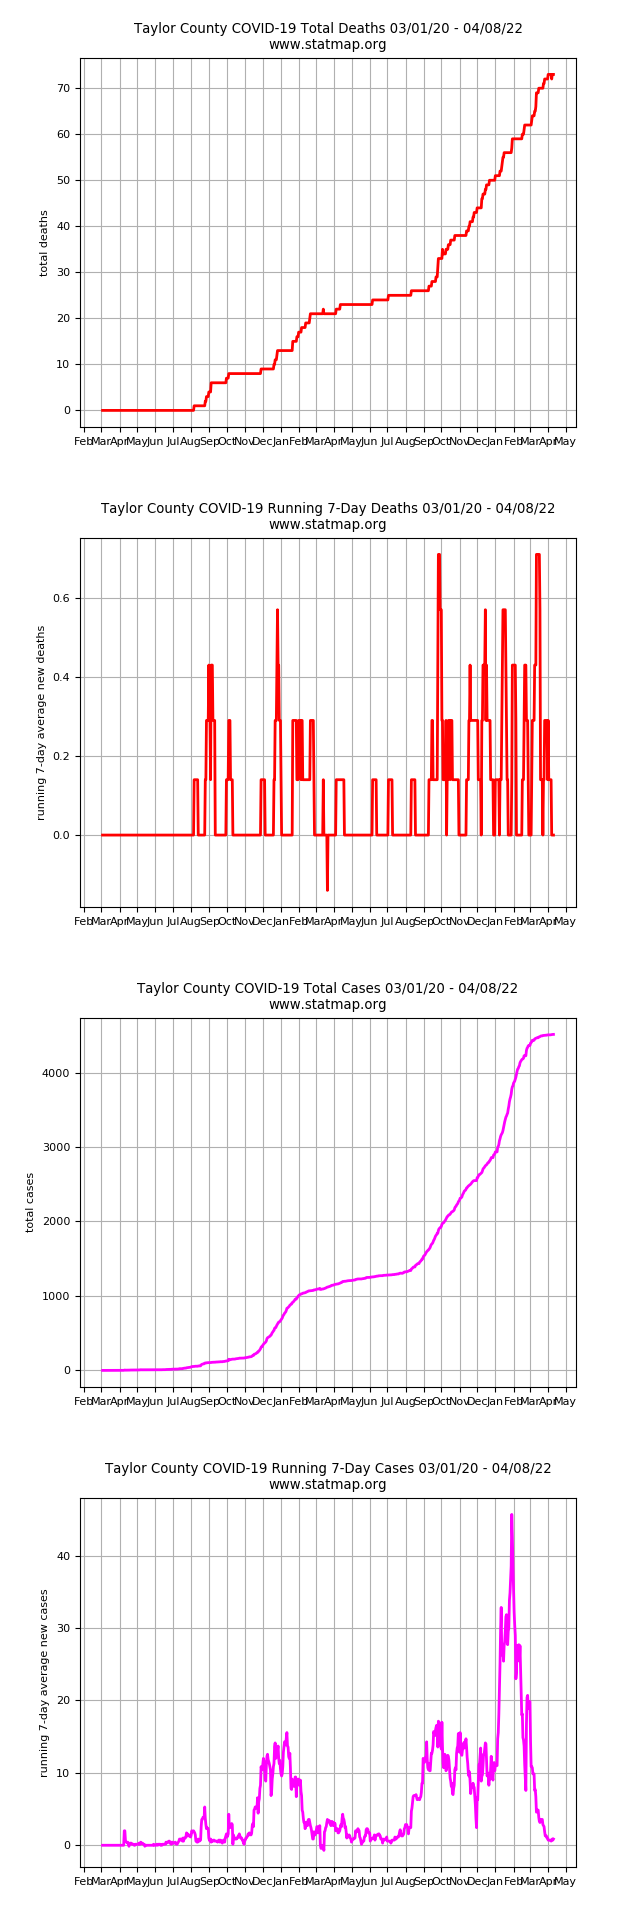 Taylor County COVID-19 Total Deaths 03/01/20 - 04/08/22
www.statmap.org
70
60
50
40
30
20
10
0
total deaths
Feb Mar Apr May Jun Jul Aug Sep Oct Nov Dec Jan Feb Mar Apr May Jun Jul Aug Sep Oct Nov Dec Jan Feb Mar Apr May
Taylor County COVID-19 Running 7-Day Deaths 03/01/20 - 04/08/22
www.statmap.org
0.6
0.4
0.2
0.0
running 7-day average new deaths
Feb Mar Apr May Jun Jul Aug Sep Oct Nov Dec Jan Feb Mar Apr May Jun Jul Aug Sep Oct Nov Dec Jan Feb Mar Apr May
Taylor County COVID-19 Total Cases 03/01/20 - 04/08/22
www.statmap.org
4000
3000
2000
1000
0
total cases
Feb Mar Apr May Jun Jul Aug Sep Oct Nov Dec Jan Feb Mar Apr May Jun Jul Aug Sep Oct Nov Dec Jan Feb Mar Apr May
Taylor County COVID-19 Running 7-Day Cases 03/01/20 - 04/08/22
www.statmap.org
40
30
20
10
0
running 7-day average new cases
Feb Mar Apr May Jun Jul Aug Sep Oct Nov Dec Jan Feb Mar Apr May Jun Jul Aug Sep Oct Nov Dec Jan Feb Mar Apr May